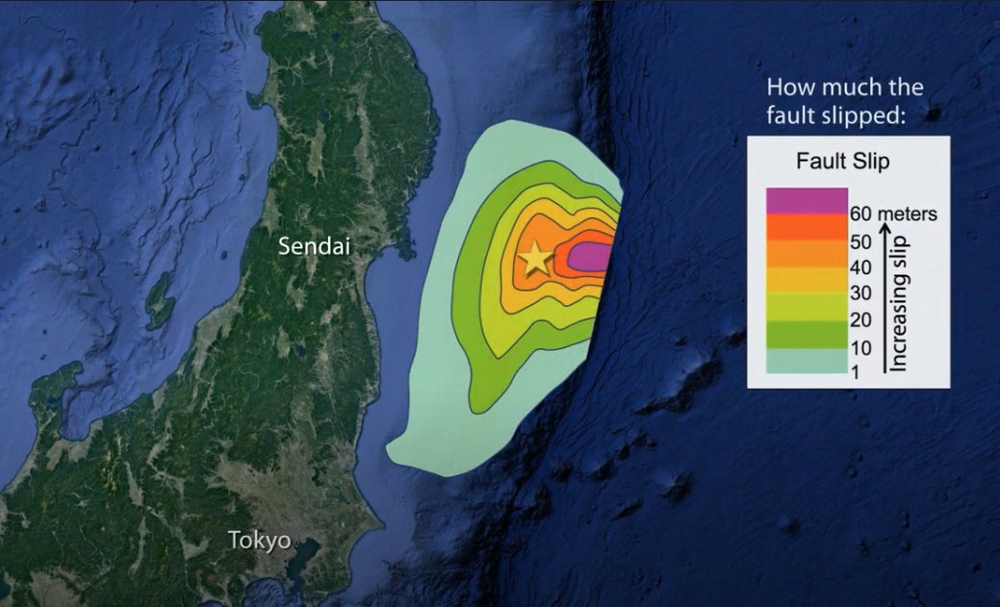 How much the
fault slipped:
Fault Slip
60 meters
50
40
30
20
10
1
Increasing slip
Sendai
Tokyo